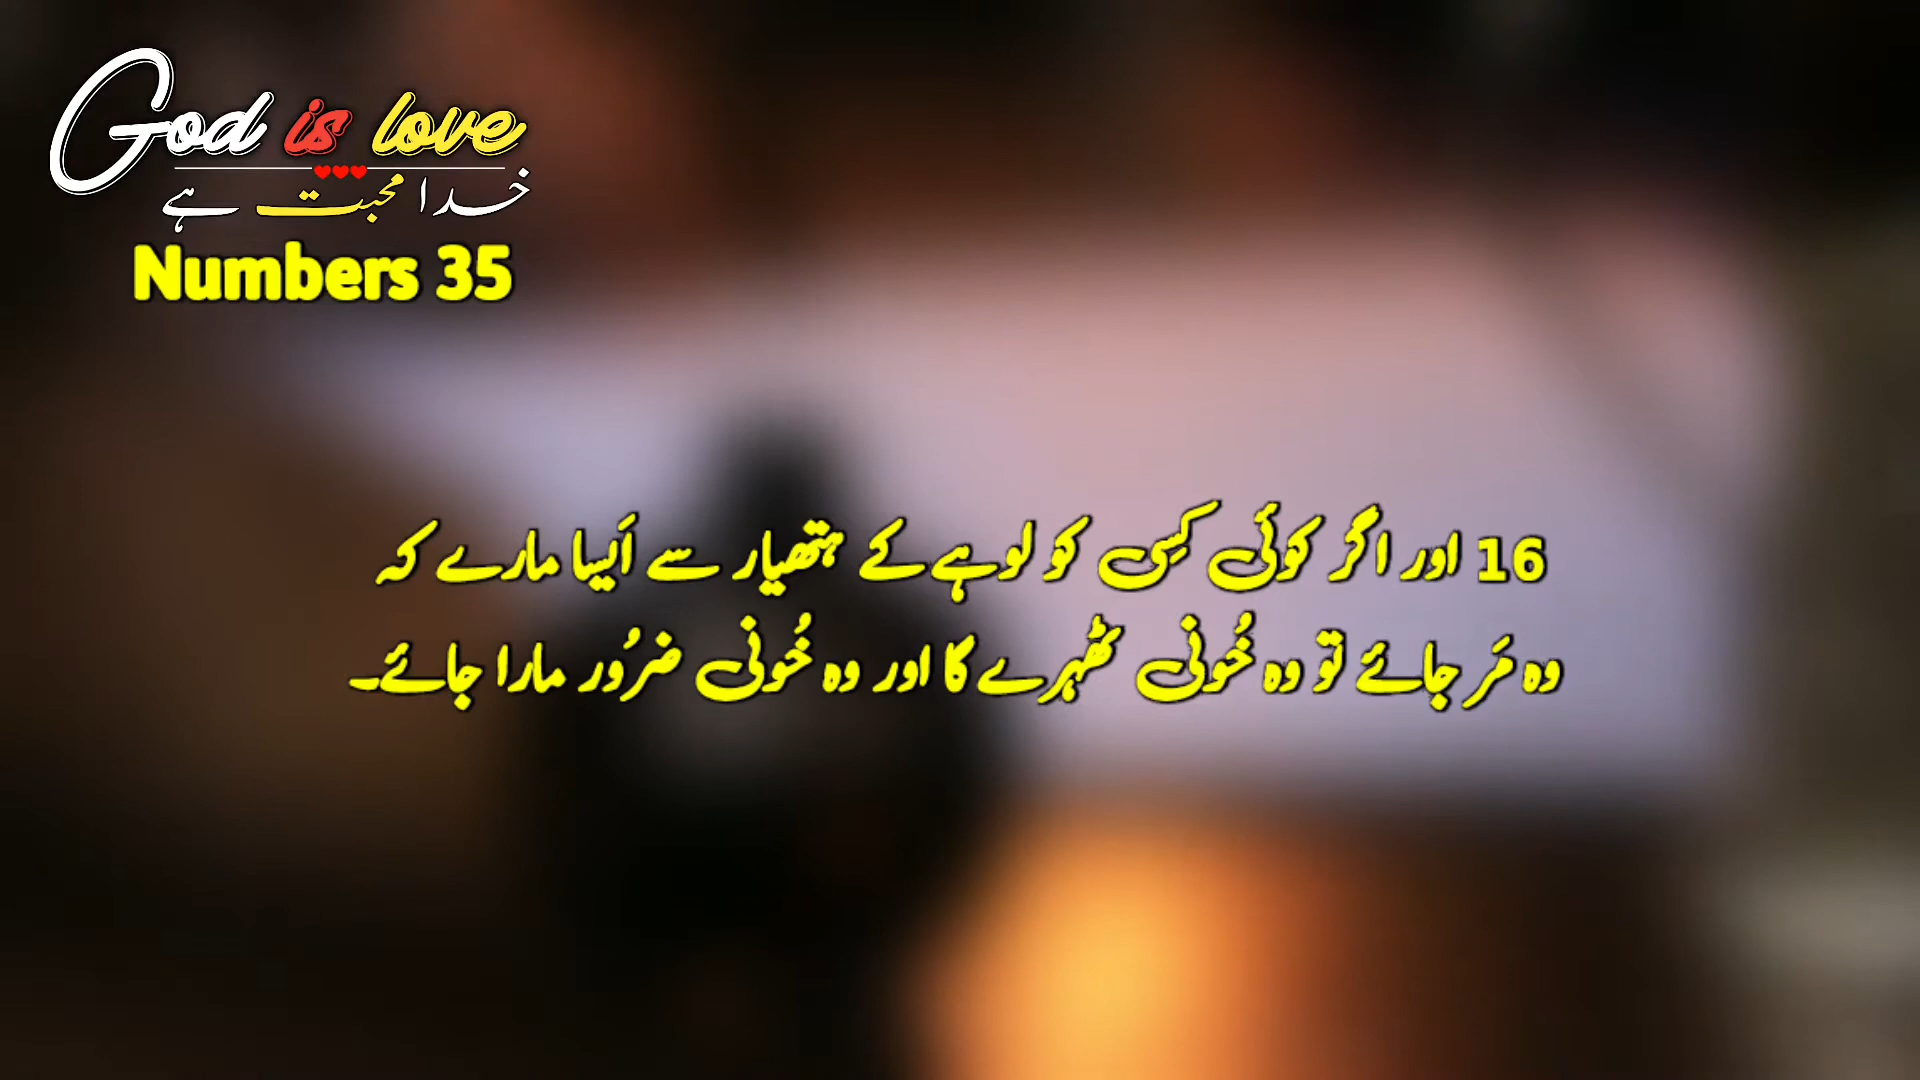 God is love
خدا محبت ہے
Numbers 35
16 اور اگر کوئی کِسی کو لوہے کے ہتھیار سے اَیسا مارے کہ
وہ مَر جائے تو وہ خُونی ٹھہرے گا اور وہ خُونی ضرُور مارا جائے۔